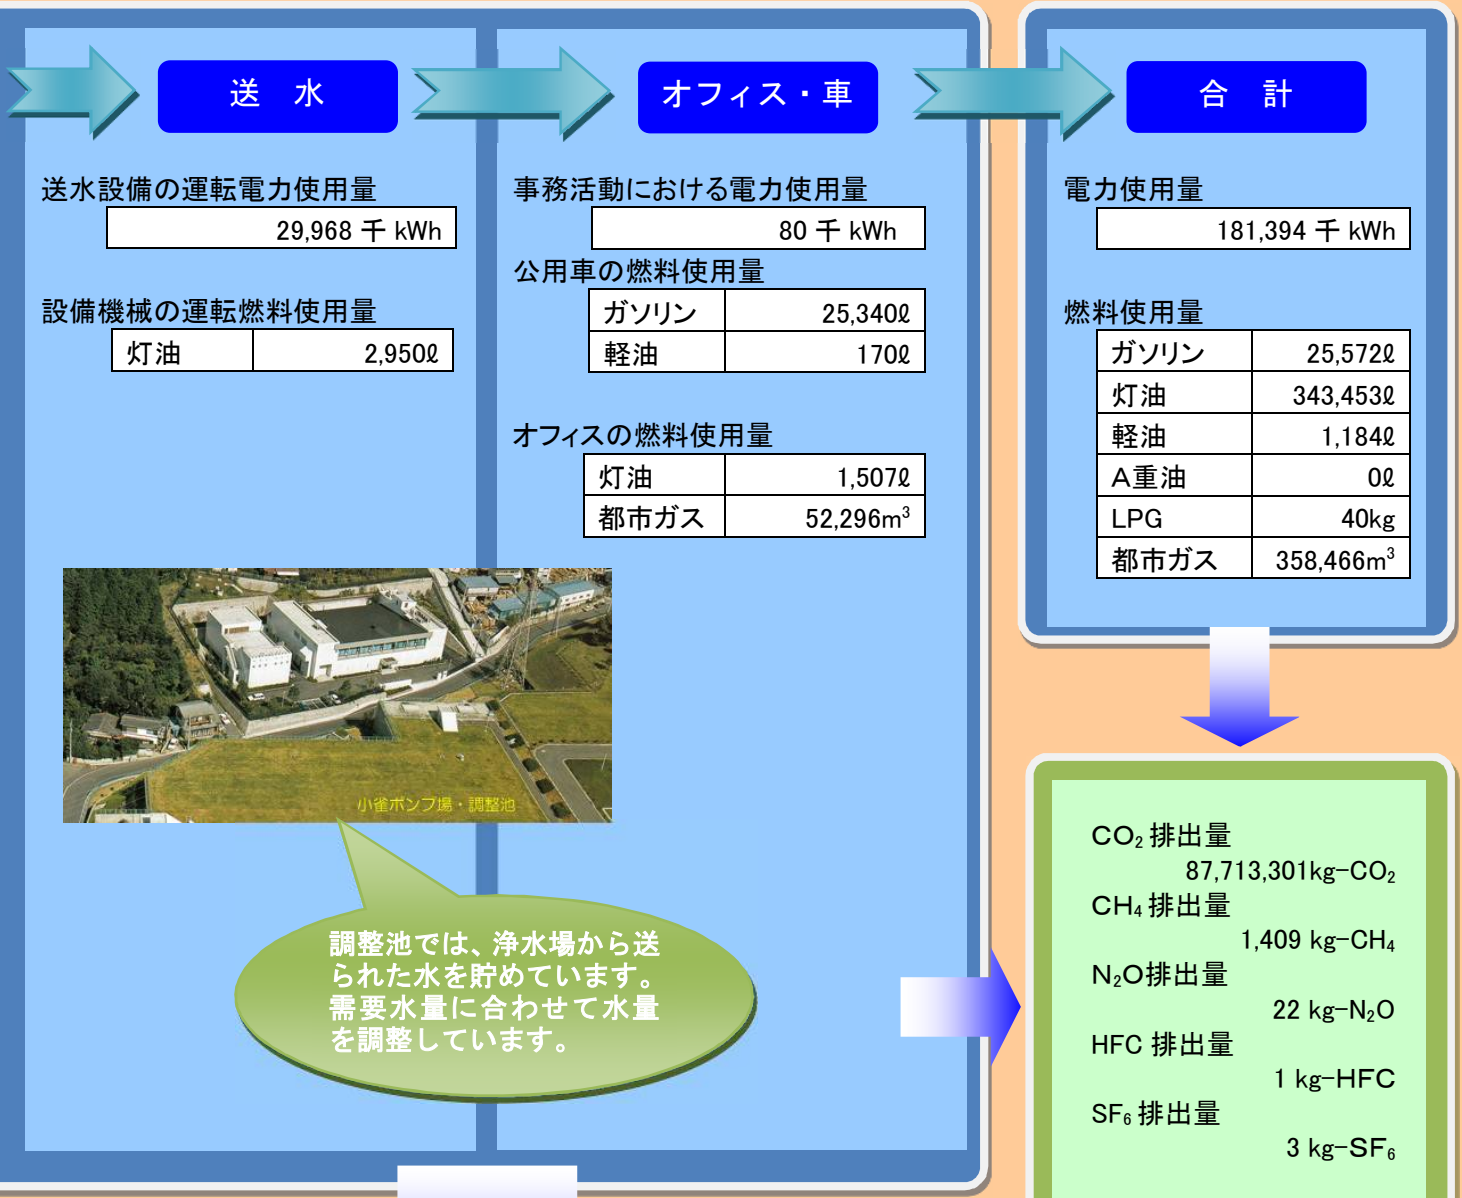 送　水
送水設備の運転電力使用量
29,968 千 kWh
設備機械の運転燃料使用量
灯油 2,950ℓ
オフィス・車
事務活動における電力使用量
80 千 kWh
公用車の燃料使用量
ガソリン 25,340ℓ
軽油 170ℓ
オフィスの燃料使用量
灯油 1,507ℓ
都市ガス 52,296m³
小雀ポンプ場・調整池
調整池では、浄水場から送
られた水を貯めています。
需要水量に合わせて水量
を調整しています。
合　計
電力使用量
181,394 千 kWh
燃料使用量
ガソリン 25,572ℓ
灯油 343,453ℓ
軽油 1,184ℓ
A重油 0ℓ
LPG 40kg
都市ガス 358,466m³
CO₂排出量
87,713,301kg-CO₂
CH₄排出量
1,409 kg-CH₄
N₂O排出量
22 kg-N₂O
HFC 排出量
1 kg-HFC
SF₆排出量
3 kg-SF₆